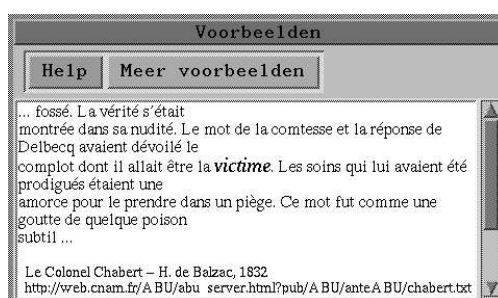 Voorbeelden
Help Meer voorbeelden
... fossé. La vérité s'était
montrée dans sa nudité. Le mot de la comtesse et la réponse de
Delbecq avaient dévoilé le
complot dont il allait être la victime. Les soins qui lui avaient été
prodigués étaient une
amorce pour le prendre dans un piège. Ce mot fut comme une
goutte de quelque poison
subtil ...
Le Colonel Chabert – H. de Balzac, 1832
http://web.cnam.fr/ABU/abu_server.html?pub/ABU/anteABU/chabert.txt